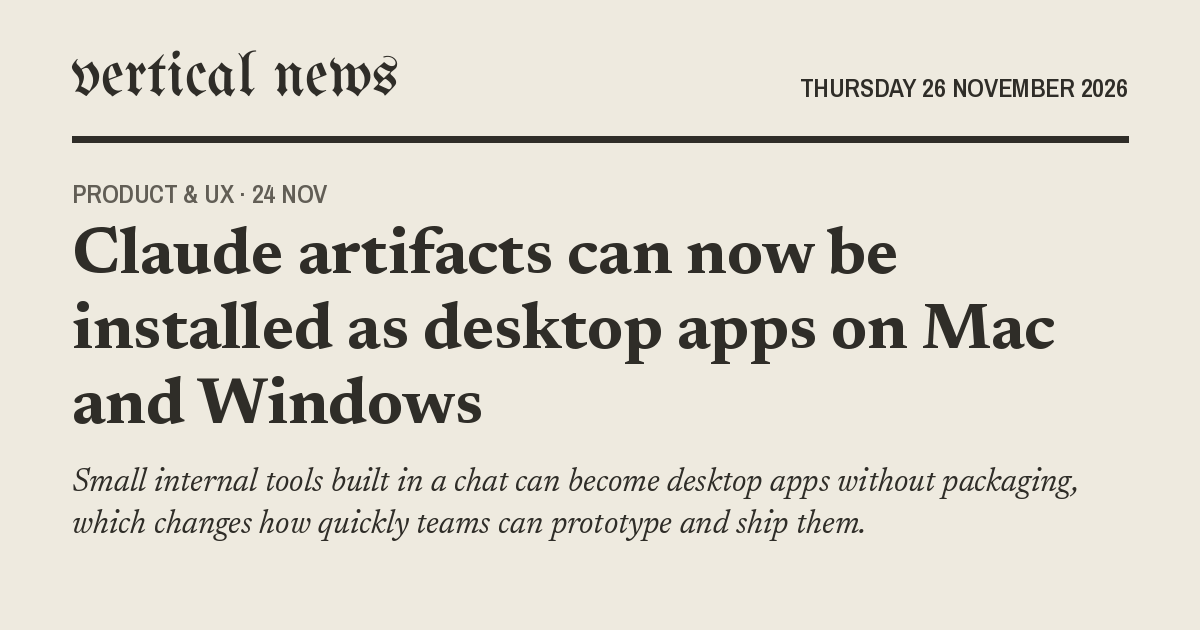 vertical news
THURSDAY 26 NOVEMBER 2026
PRODUCT & UX · 24 NOV
Claude artifacts can now be
installed as desktop apps on Mac
and Windows
Small internal tools built in a chat can become desktop apps without packaging,
which changes how quickly teams can prototype and ship them.